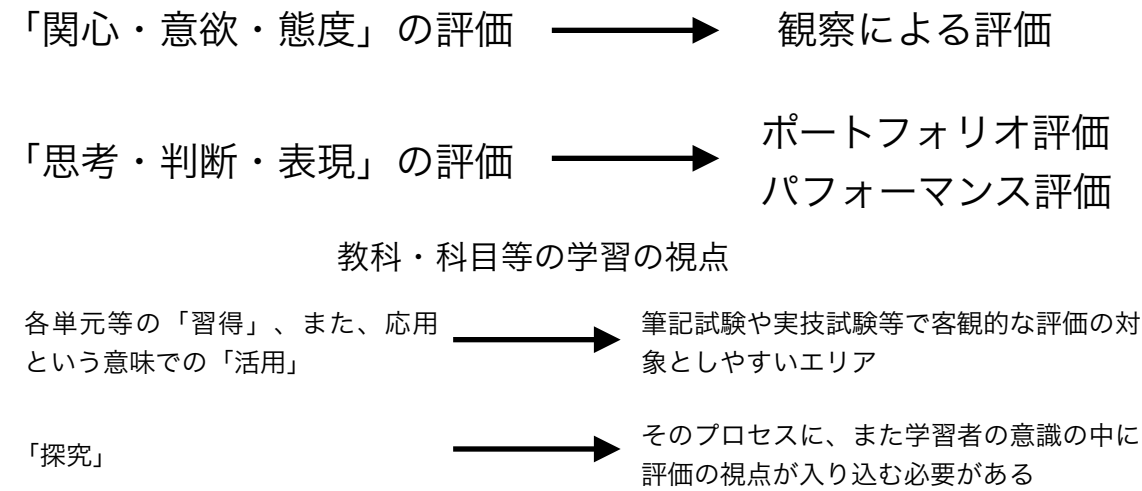 「関心・意欲・態度」の評価
観察による評価
「思考・判断・表現」の評価
ポートフォリオ評価
パフォーマンス評価
教科・科目等の学習の視点
各単元等の「習得」、また、応用
という意味での「活用」
筆記試験や実技試験等で客観的な評価の対
象としやすいエリア
「探究」
そのプロセスに、また学習者の意識の中に
評価の視点が入り込む必要がある